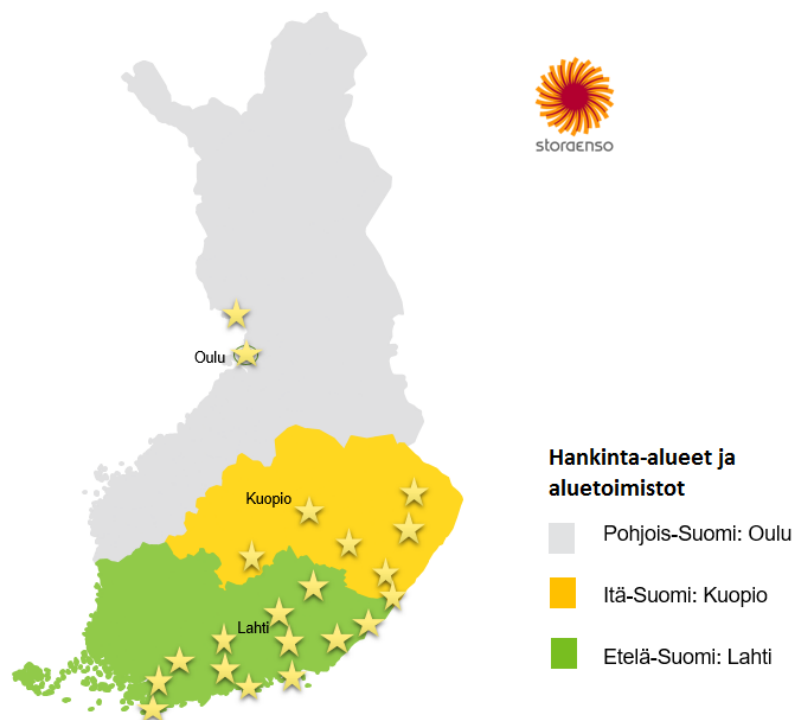 storaenso
Oulu
Kuopio
Lahti
Hankinta-alueet ja
aluetoimistot
Pohjois-Suomi: Oulu
Itä-Suomi: Kuopio
Etelä-Suomi: Lahti